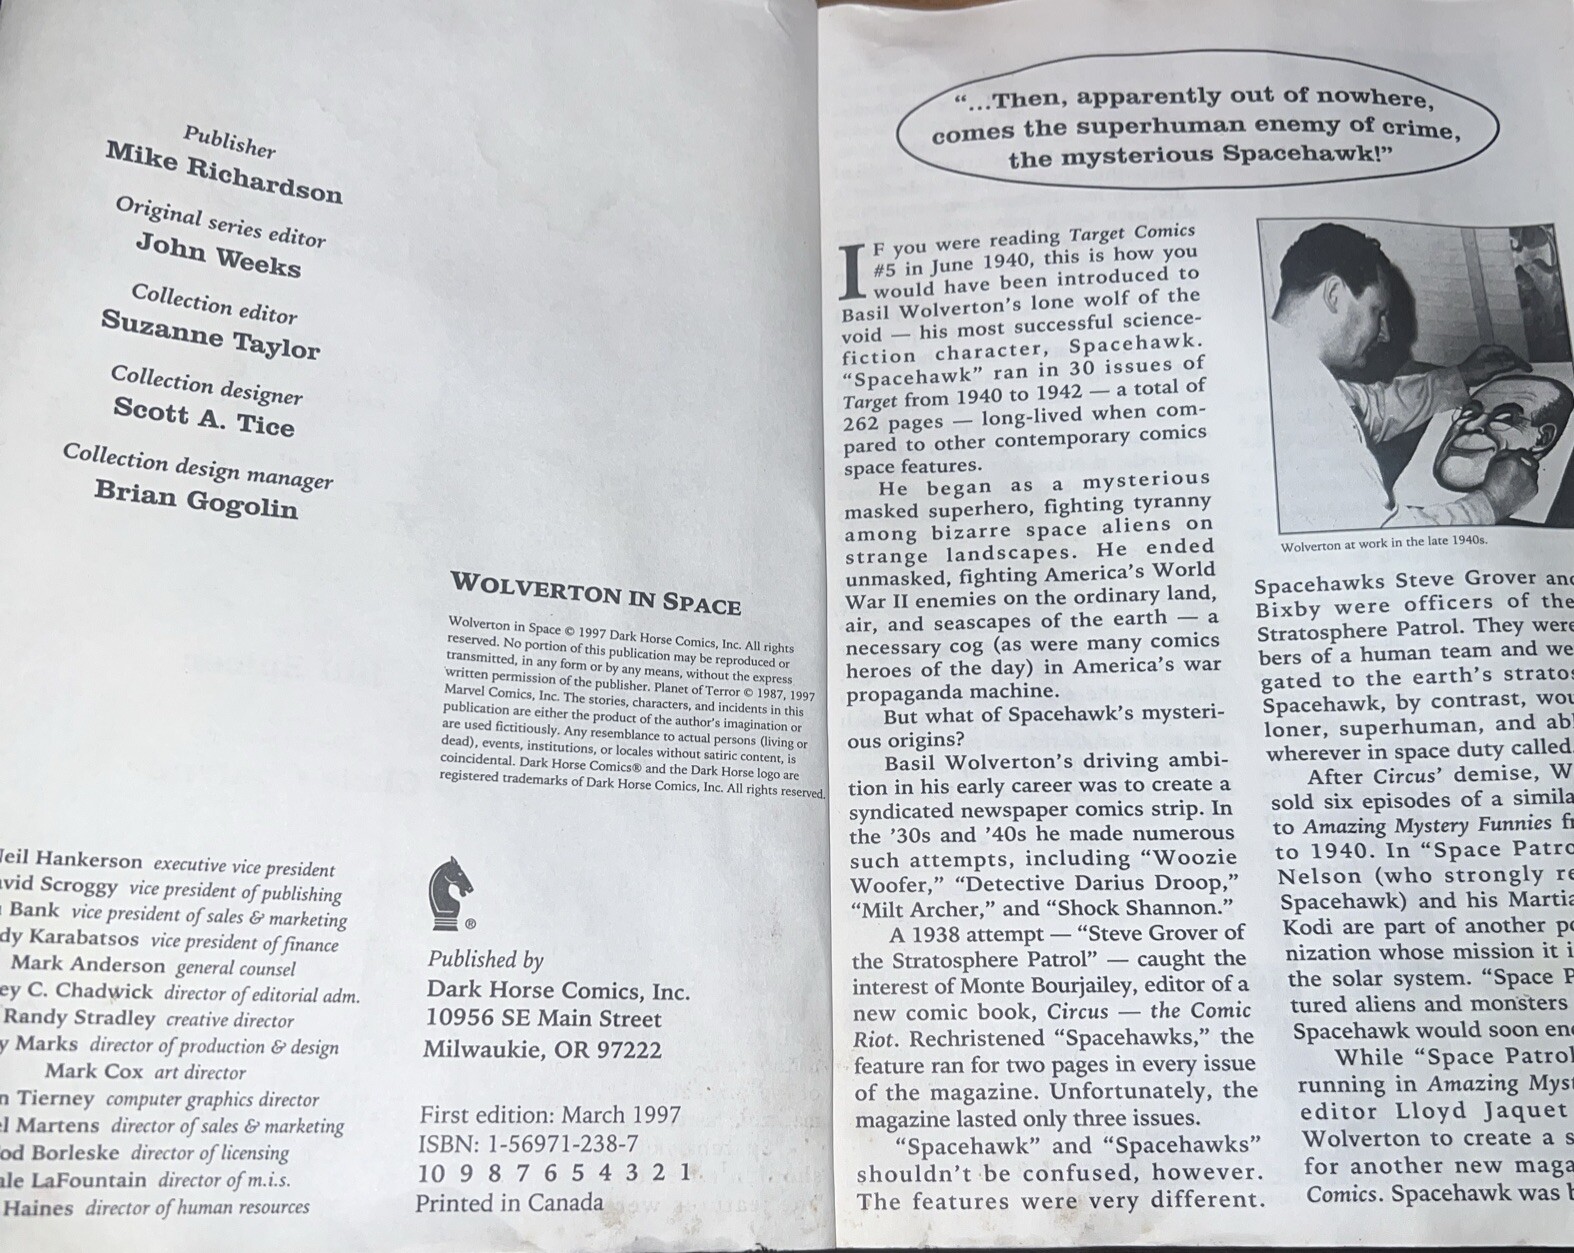 Publisher
Mike Richardson
Original series editor
John Weeks
Collection editor
Suzanne Taylor
Collection designer
Scott A. Tice
Collection design manager
Brian Gogolin
Hankerson executive vice president
Scroggy vice president of publishing
Bank vice president of sales & marketing
Karabatsos vice president of finance
Mark Anderson general counsel
C. Chadwick director of editorial adm.
Randy Stradley creative director
Marks director of production & design
Mark Cox art director
Tierney computer graphics director
Martens director of sales & marketing
Borleske director of licensing
LaFountain director of m.i.s.
Haines director of human resources
WOLVERTON IN SPACE
Wolverton in Space © 1997 Dark Horse Comics, Inc. All rights
reserved. No portion of this publication may be reproduced or
transmitted, in any form or by any means, without the express
written permission of the publisher. Planet of Terror © 1987, 1997
Marvel Comics, Inc. The stories, characters, and incidents in this
publication are either the product of the author's imagination or
are used fictitiously. Any resemblance to actual persons (living or
dead), events, institutions, or locales without satiric content, is
coincidental. Dark Horse Comics® and the Dark Horse logo are
registered trademarks of Dark Horse Comics, Inc. All rights reserved.
®
Published by
Dark Horse Comics, Inc.
10956 SE Main Street
Milwaukie, OR 97222
First edition: March 1997
ISBN: 1-56971-238-7
10 9 8 7 6 5 4 3 2 1
Printed in Canada
"...Then, apparently out of nowhere,
comes the superhuman enemy of crime,
the mysterious Spacehawk!"
IF you were reading Target Comics
#5 in June 1940, this is how you
would have been introduced to
Basil Wolverton's lone wolf of the
void — his most successful science-
fiction character, Spacehawk.
"Spacehawk" ran in 30 issues of
Target from 1940 to 1942 — a total of
262 pages — long-lived when com-
pared to other contemporary comics
space features.
He began as a mysterious
masked superhero, fighting tyranny
among bizarre space aliens on
strange landscapes. He ended
unmasked, fighting America's World
War II enemies on the ordinary land,
air, and seascapes of the earth — a
necessary cog (as were many comics
heroes of the day) in America's war
propaganda machine.
But what of Spacehawk's mysteri-
ous origins?
Basil Wolverton's driving ambi-
tion in his early career was to create a
syndicated newspaper comics strip. In
the '30s and '40s he made numerous
such attempts, including "Woozie
Woofer," "Detective Darius Droop,"
"Milt Archer," and "Shock Shannon."
A 1938 attempt — "Steve Grover of
the Stratosphere Patrol" — caught the
interest of Monte Bourjailey, editor of a
new comic book, Circus — the Comic
Riot. Rechristened "Spacehawks," the
feature ran for two pages in every issue
of the magazine. Unfortunately, the
magazine lasted only three issues.
"Spacehawk" and "Spacehawks"
shouldn't be confused, however.
The features were very different.
Wolverton at work in the late 1940s.
Spacehawks Steve Grover and
Bixby were officers of the
Stratosphere Patrol. They were
bers of a human team and we
gated to the earth's stratos
Spacehawk, by contrast, wou
loner, superhuman, and abl
wherever in space duty called.
After Circus' demise, W
sold six episodes of a simila
to Amazing Mystery Funnies fr
to 1940. In "Space Patro
Nelson (who strongly re
Spacehawk) and his Martia
Kodi are part of another po
nization whose mission it i
the solar system. "Space P
tured aliens and monsters
Spacehawk would soon enc
While "Space Patrol
running in Amazing Myst
editor Lloyd Jaquet
Wolverton to create a s
for another new maga
Comics. Spacehawk was b